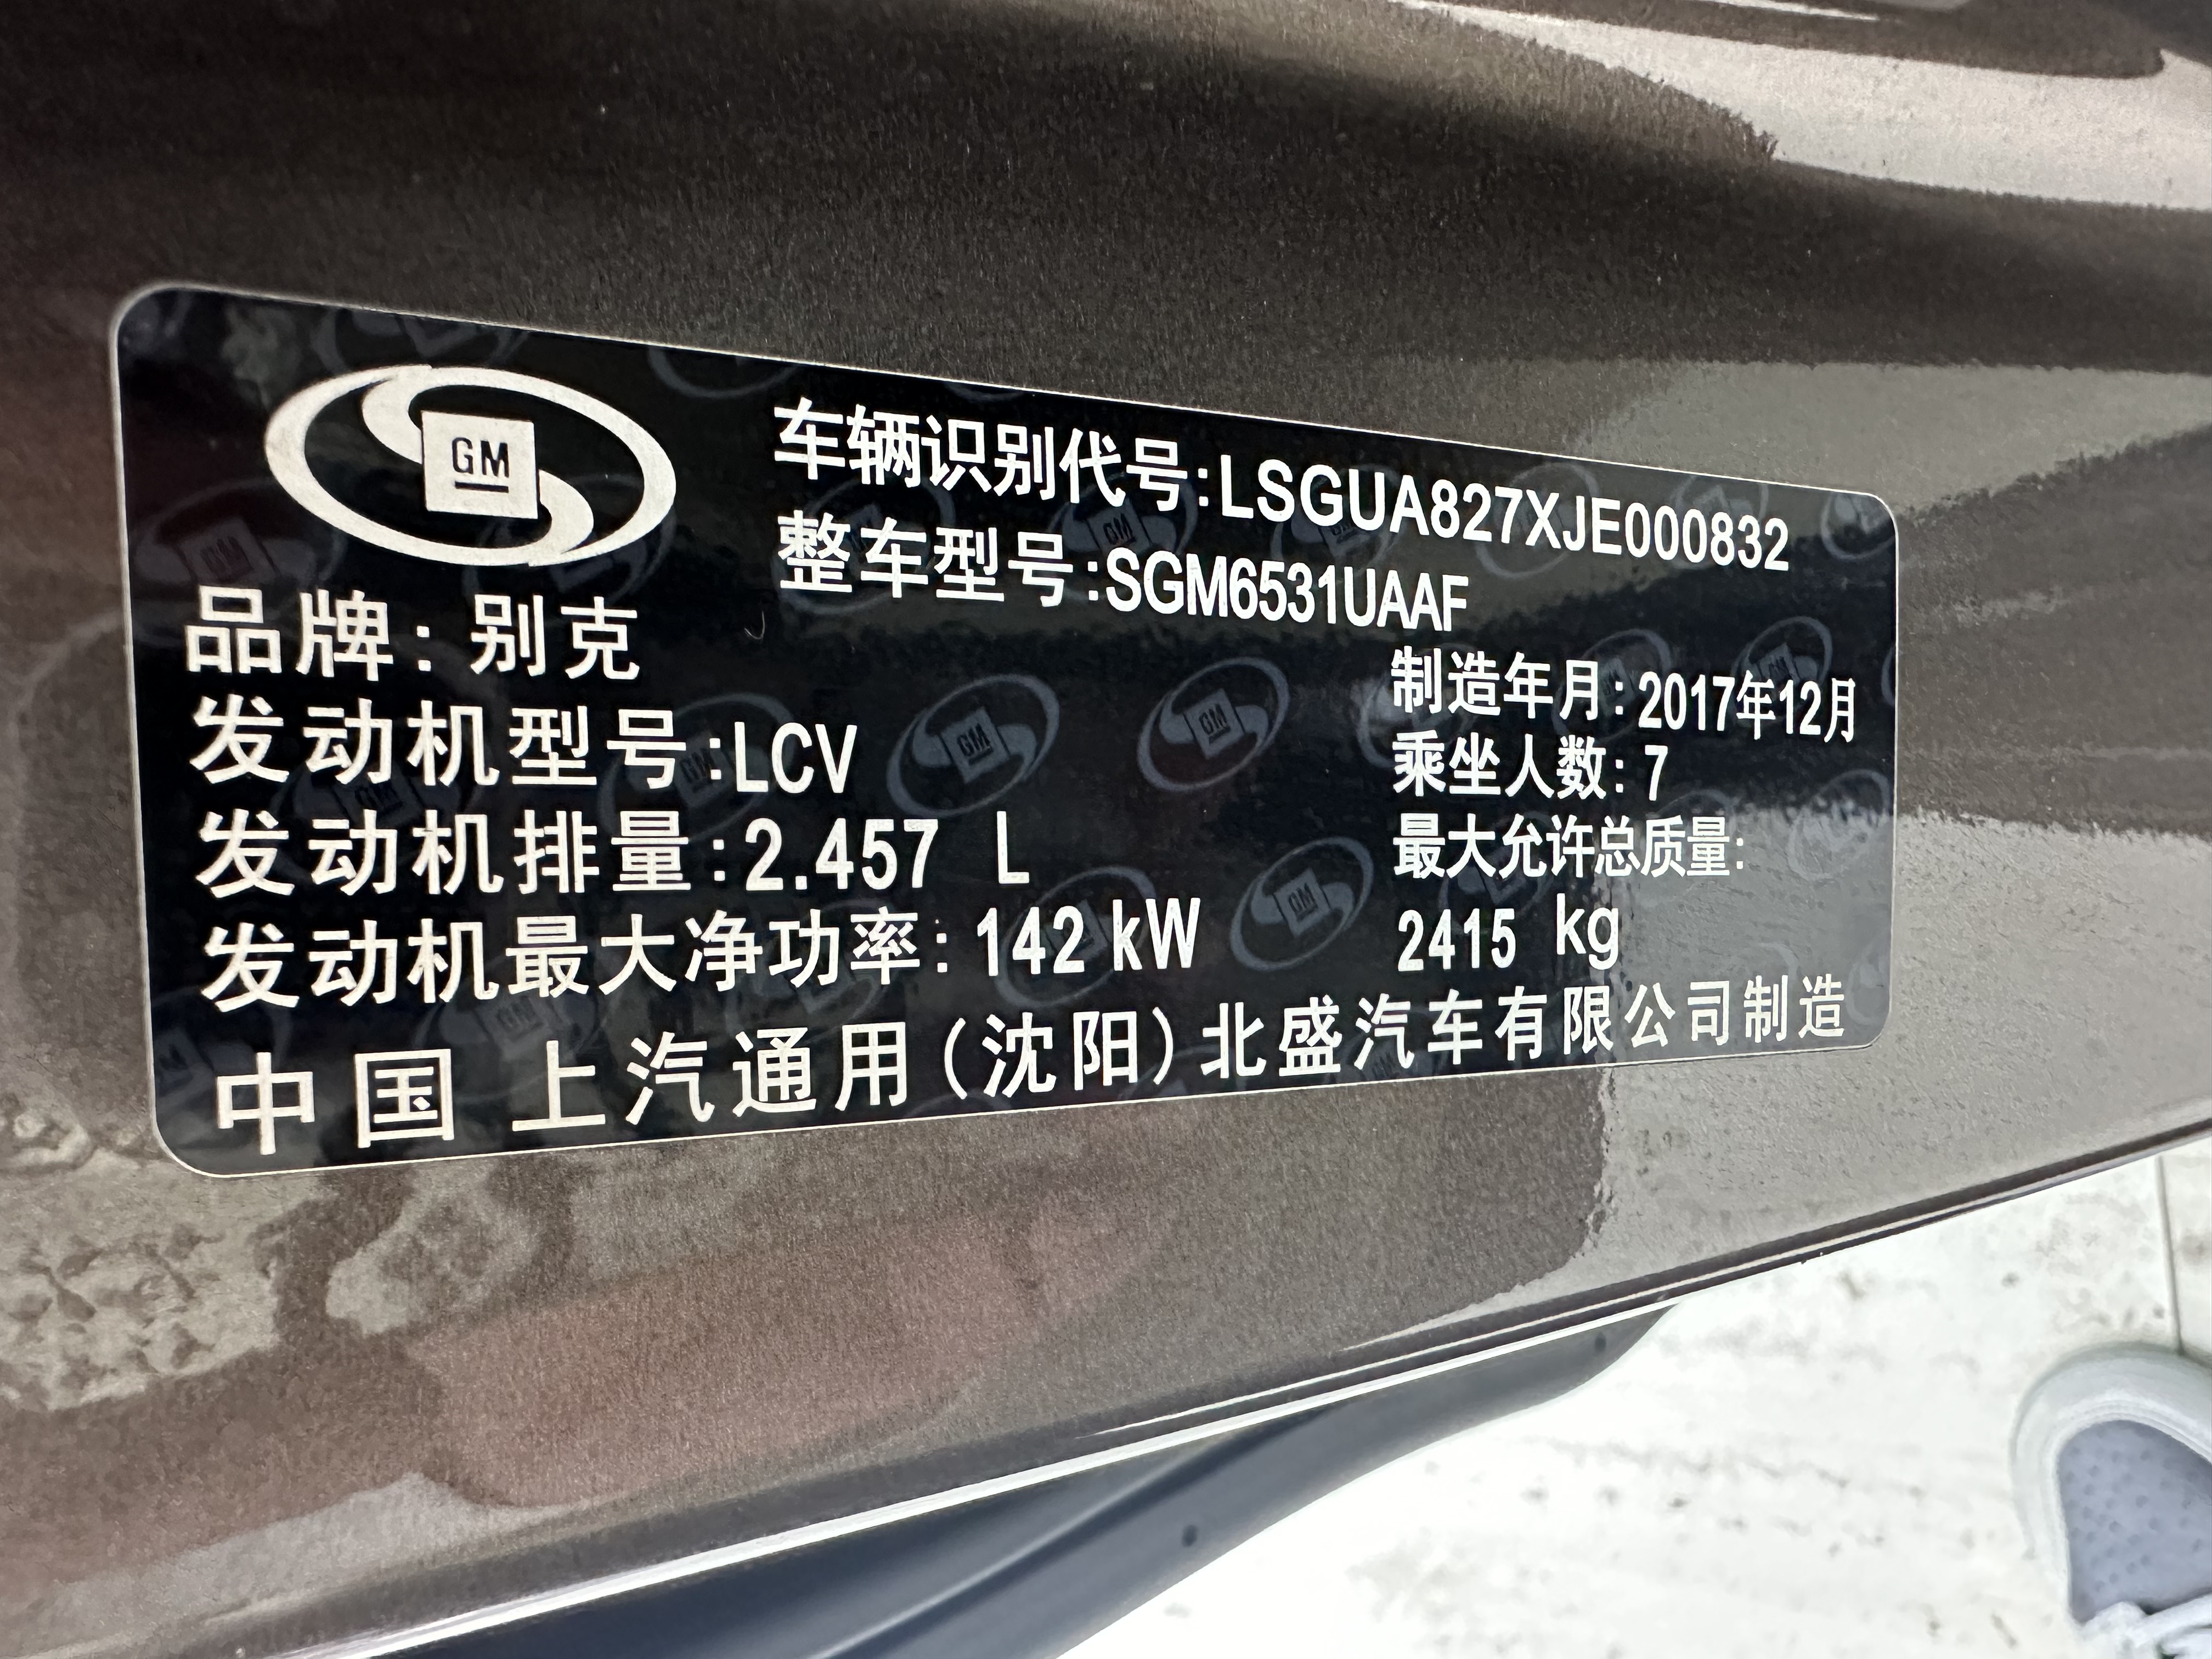 GM
车辆识别代号:LSGUA827XJE000832
整车型号:SGM6531UAAF
品牌: 别克
制造年月: 2017年12月
发动机型号:LCV
乘坐人数: 7
发动机排量:2.457 L
最大允许总质量:
发动机最大净功率: 142 kW
2415 kg
中国 上汽通用(沈阳)北盛汽车有限公司制造